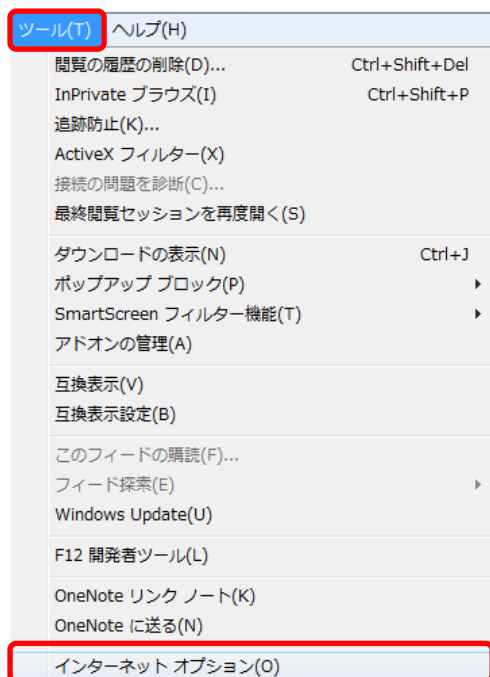 ツール(T) ヘルプ(H)
閲覧の履歴の削除(D)... Ctrl+Shift+Del
InPrivate ブラウズ(I) Ctrl+Shift+P
追跡防止(K)...
ActiveX フィルター(X)
接続の問題を診断(C)...
最終閲覧セッションを再度開く(S)
ダウンロードの表示(N) Ctrl+J
ポップアップ ブロック(P)
SmartScreen フィルター機能(T)
アドオンの管理(A)
互換表示(V)
互換表示設定(B)
このフィードの購読(F)...
フィード探索(E)
Windows Update(U)
F12 開発者ツール(L)
OneNote リンク ノート(K)
OneNote に送る(N)
インターネット オプション(O)